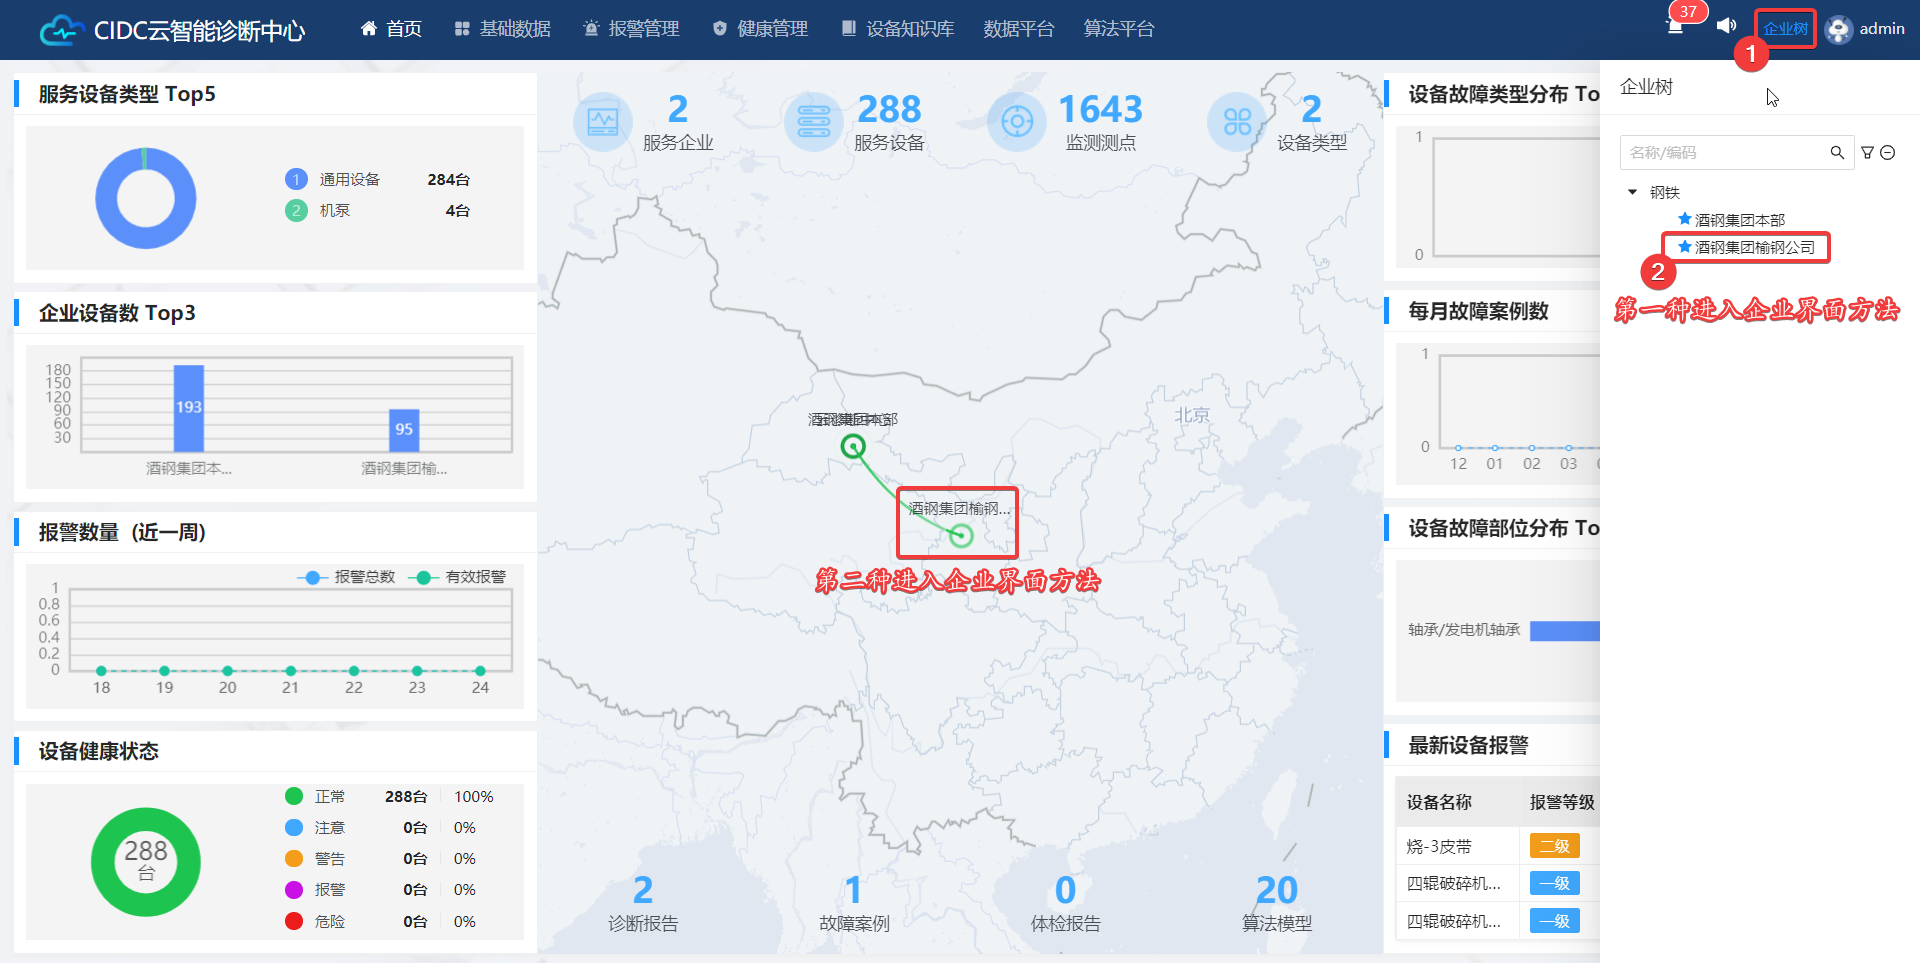 CIDC云智能诊断中心 首页 基础数据 报警管理 健康管理 设备知识库 数据平台 算法平台 37 企业树 admin
1
服务设备类型 Top5
1 通用设备 284台
2 机泵 4台
企业设备数 Top3
180
150
120
90
60
30
193
95
酒钢集团本...
酒钢集团榆...
报警数量（近一周）
报警总数 有效报警
1
0.8
0.6
0.4
0.2
0
18 19 20 21 22 23 24
设备健康状态
288
台
正常 288台 100%
注意 0台 0%
警告 0台 0%
报警 0台 0%
危险 0台 0%
2
服务企业
288
服务设备
1643
监测测点
2
设备类型
北京
酒钢集团榆钢...
第二种进入企业界面方法
2
诊断报告
1
故障案例
0
体检报告
20
算法模型
设备故障类型分布 To
1
0
每月故障案例数
1
0
12 01 02 03
设备故障部位分布 To
轴承/发电机轴承
最新设备报警
设备名称 报警等级
烧-3皮带 二级
四辊破碎机... 一级
四辊破碎机... 一级
企业树
名称/编码
钢铁
酒钢集团本部
酒钢集团榆钢公司
2
第一种进入企业界面方法